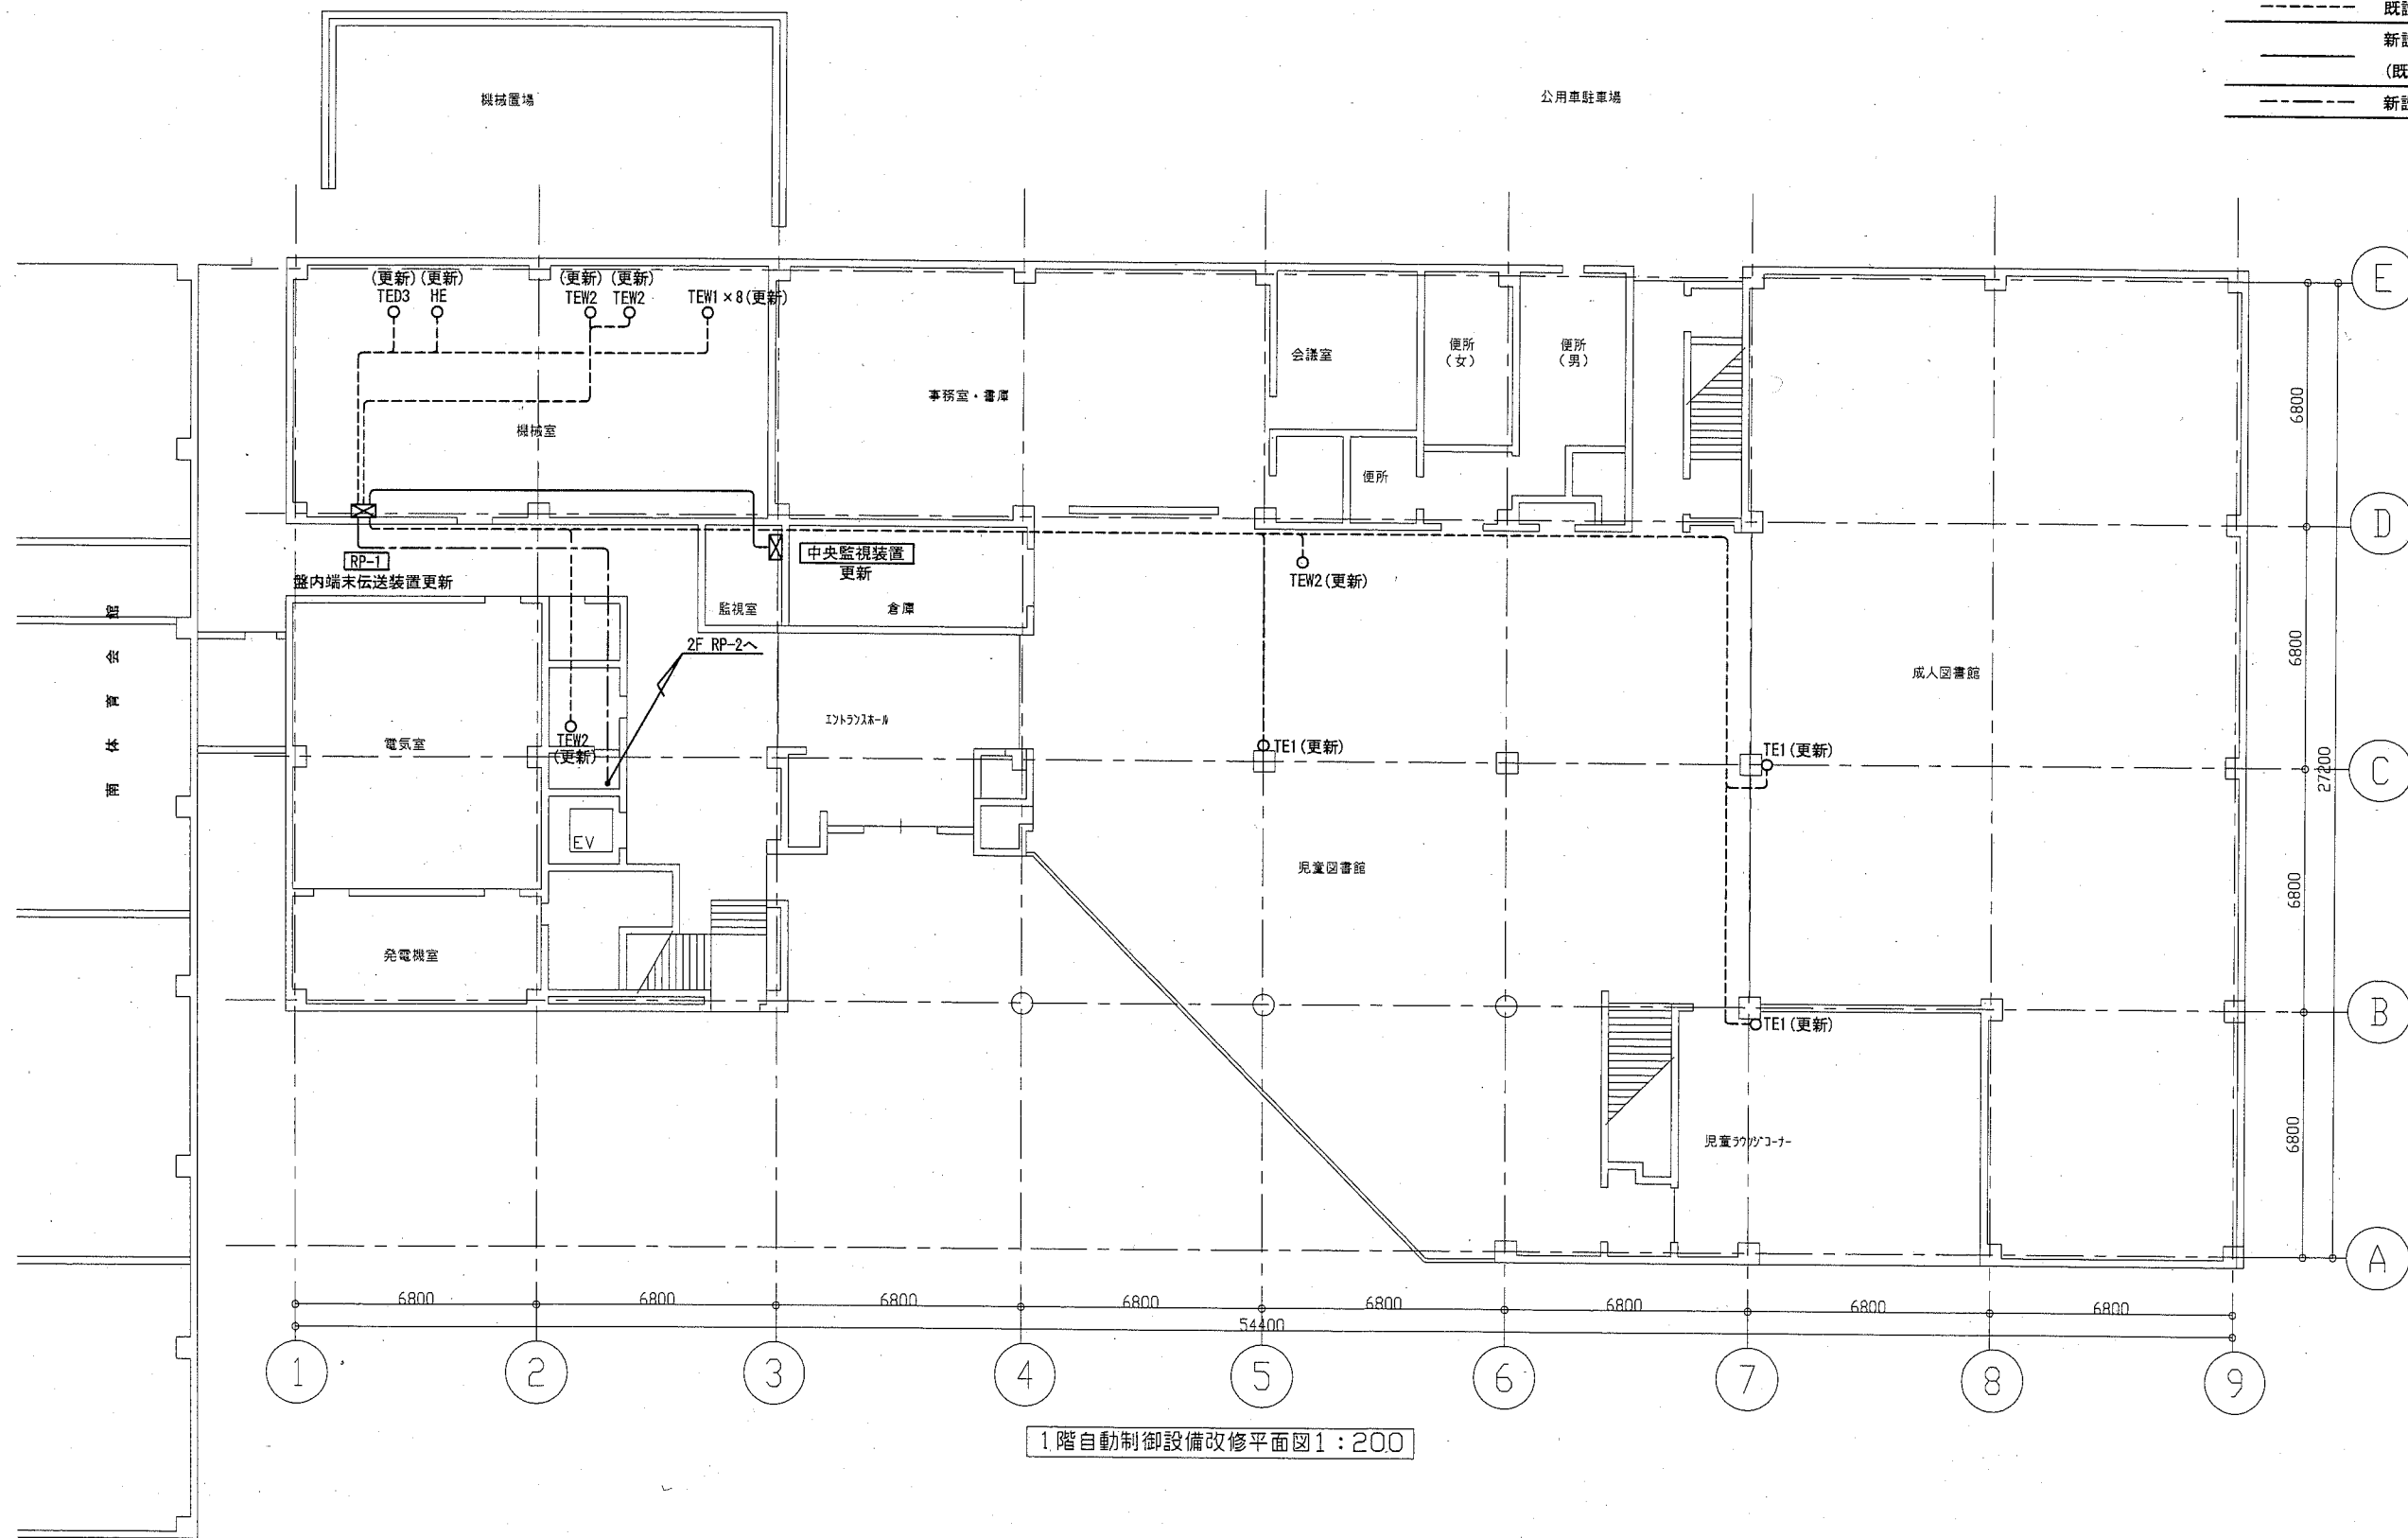 既設
新設
(既
新設
機械置場
公用車駐車場
(更新) (更新)
TED3 HE
(更新) (更新)
TEW2 TEW2
TEW1×8(更新)
E
会議室
便所
(女)
便所
(男)
事務室・書庫
機械室
便所
6800
D
RP-1
盤内端末伝送装置更新
中央監視装置
更新
TEW2(更新)
監視室
倉庫
2F RP-2へ
6800
南体育会館
成人図書館
エントランスホール
電気室
TEW2
(更新)
TE1(更新)
TE1(更新)
C
27200
EV
児童図書館
6800
発電機室
TE1(更新)
B
児童ラウンジコーナー
6800
A
6800 6800 6800 6800 6800 6800 6800 6800
54400
1 2 3 4 5 6 7 8 9
1階自動制御設備改修平面図1:200